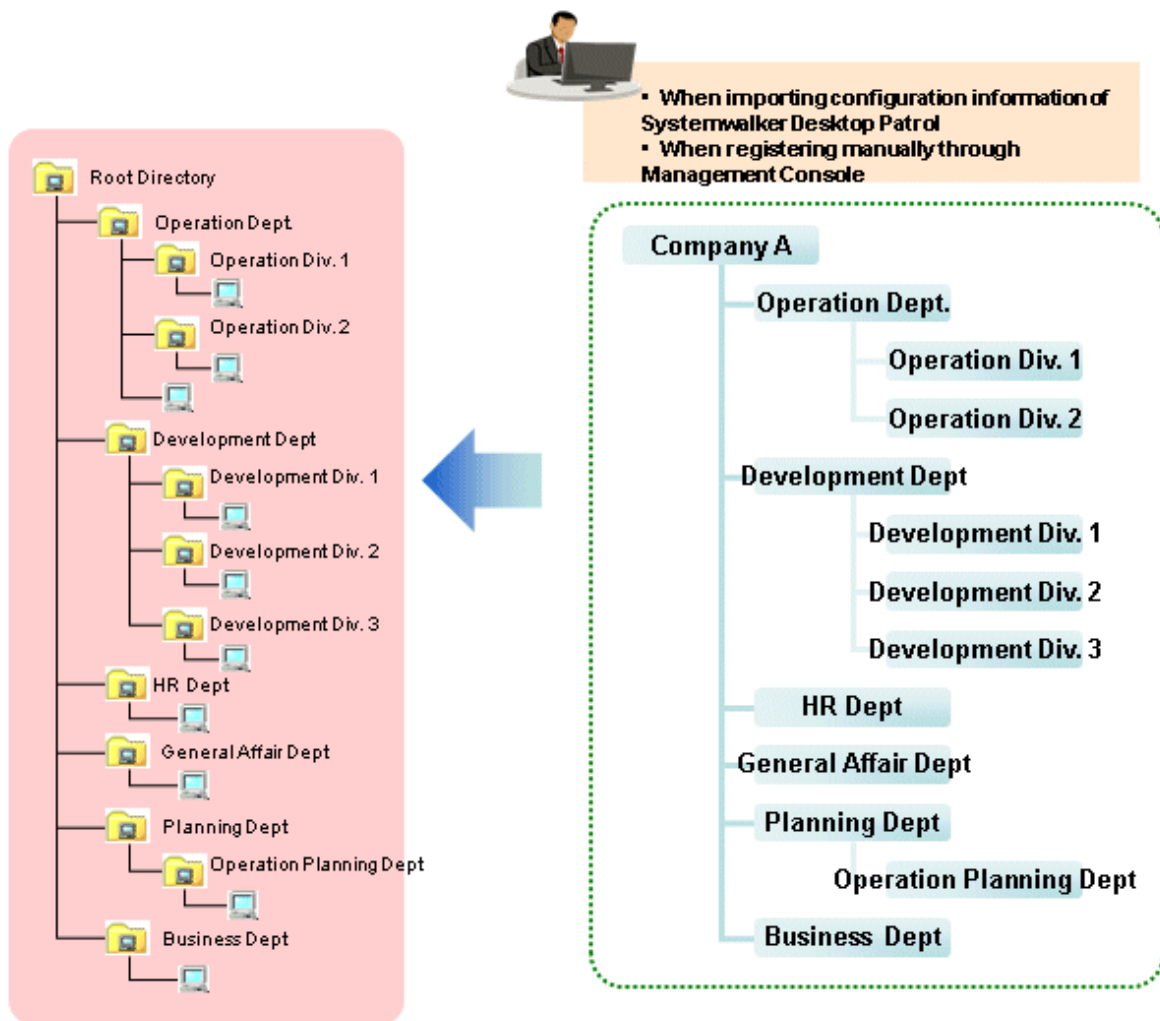 • When importing configuration information of
Systemwalker Desktop Patrol
• When registering manually through
Management Console
Root Directory
Operation Dept.
Operation Div. 1
Operation Div. 2
Development Dept
Development Div. 1
Development Div. 2
Development Div. 3
HR Dept
General Affair Dept
Planning Dept
Operation Planning Dept
Business Dept
Company A
Operation Dept.
Operation Div. 1
Operation Div. 2
Development Dept
Development Div. 1
Development Div. 2
Development Div. 3
HR Dept
General Affair Dept
Planning Dept
Operation Planning Dept
Business Dept